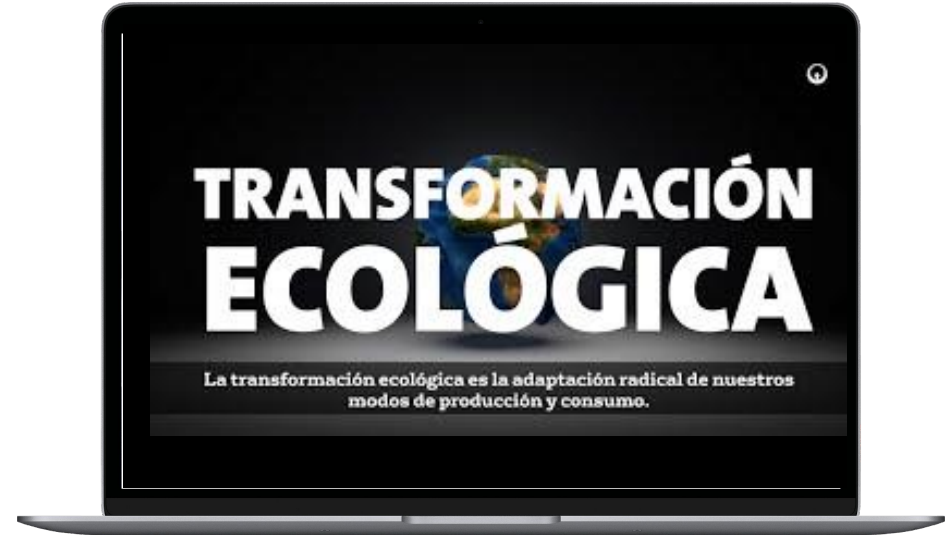 TRANSFORMACIÓN
ECOLÓGICA
La transformación ecológica es la adaptación radical de nuestros
modos de producción y consumo.